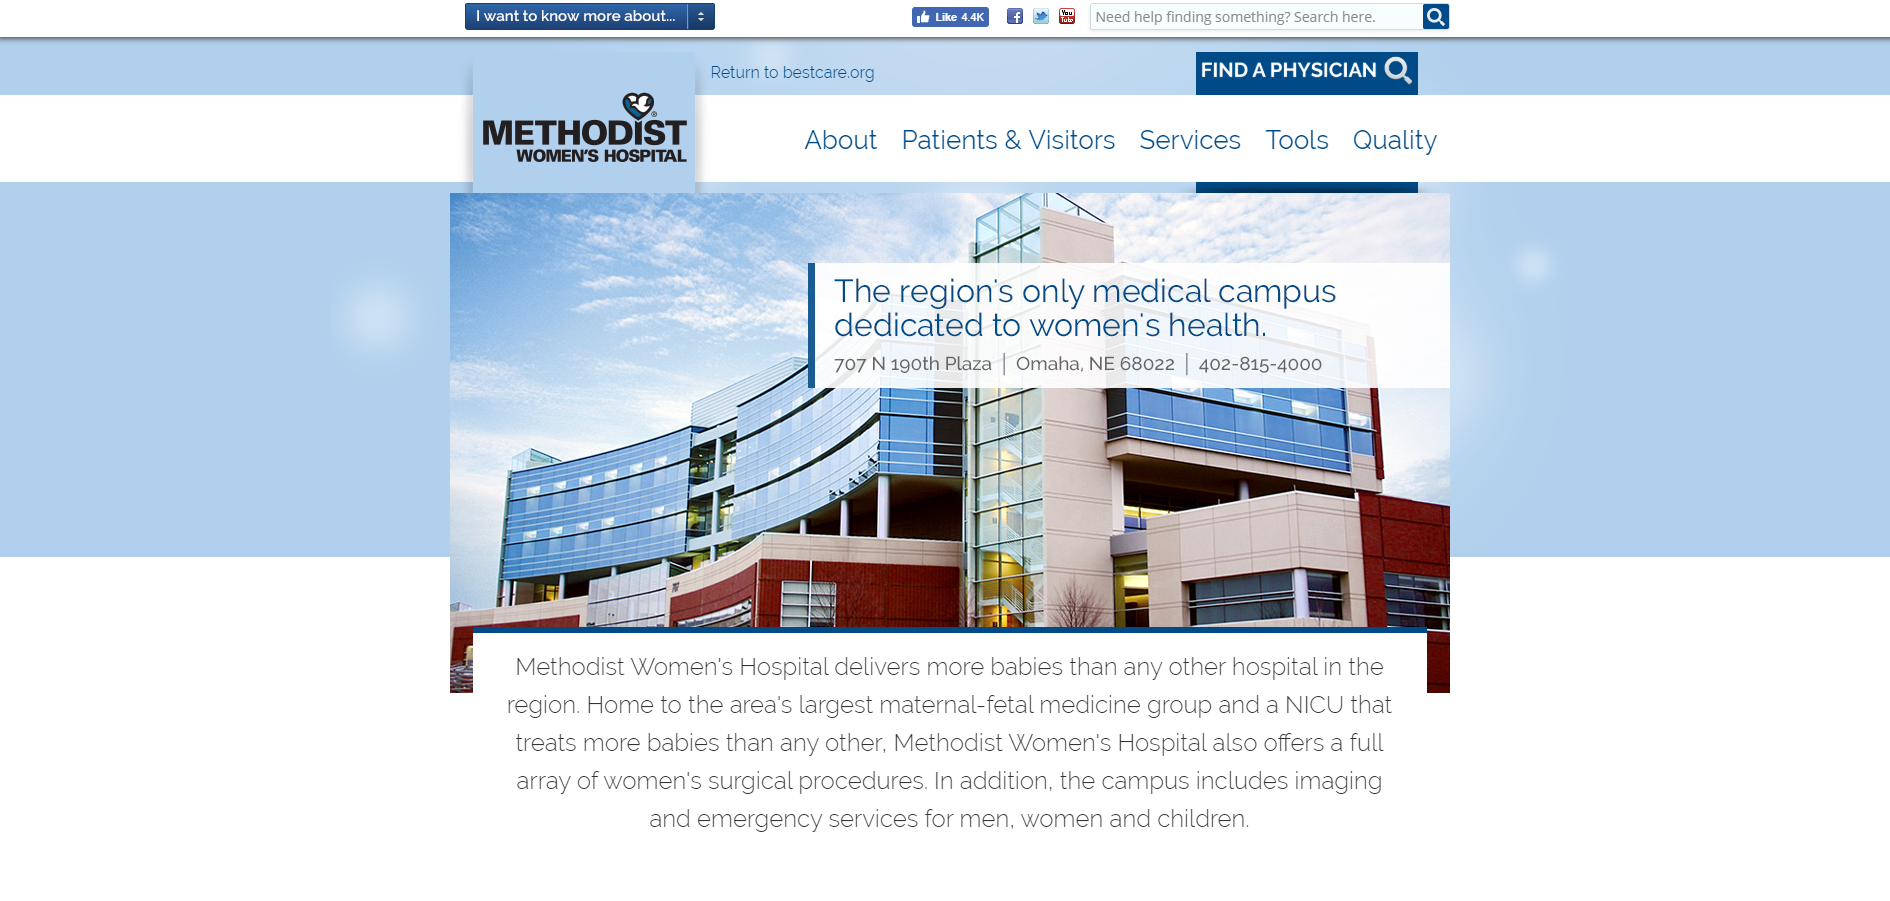 I want to know more about...
Like 4.4K
You
Tube
Need help finding something? Search here.
Return to bestcare.org
FIND A PHYSICIAN
METHODIST
WOMEN'S HOSPITAL
About Patients & Visitors Services Tools Quality
The region's only medical campus
dedicated to women's health.
707 N 190th Plaza | Omaha, NE 68022 | 402-815-4000
707
Methodist Women's Hospital delivers more babies than any other hospital in the
region. Home to the area's largest maternal-fetal medicine group and a NICU that
treats more babies than any other, Methodist Women's Hospital also offers a full
array of women's surgical procedures. In addition, the campus includes imaging
and emergency services for men, women and children.